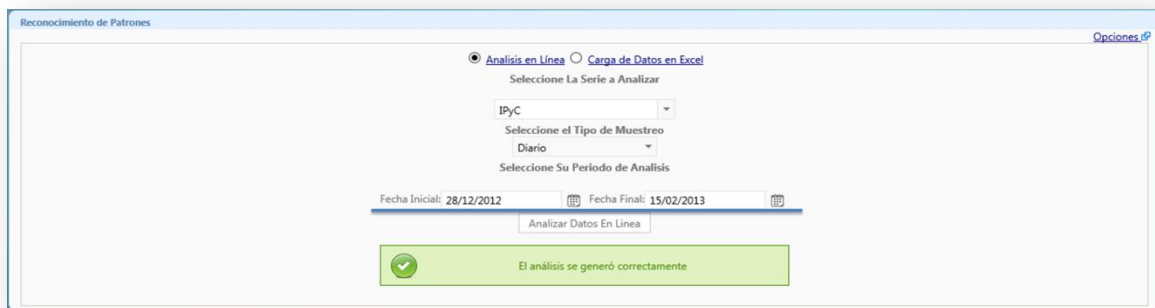 Reconocimiento de Patrones
Opciones
Analisis en Línea Carga de Datos en Excel
Seleccione La Serie a Analizar
IPyC
Seleccione el Tipo de Muestreo
Diario
Seleccione Su Periodo de Analisis
Fecha Inicial: 28/12/2012 Fecha Final: 15/02/2013
Analizar Datos En Linea
El análisis se generó correctamente